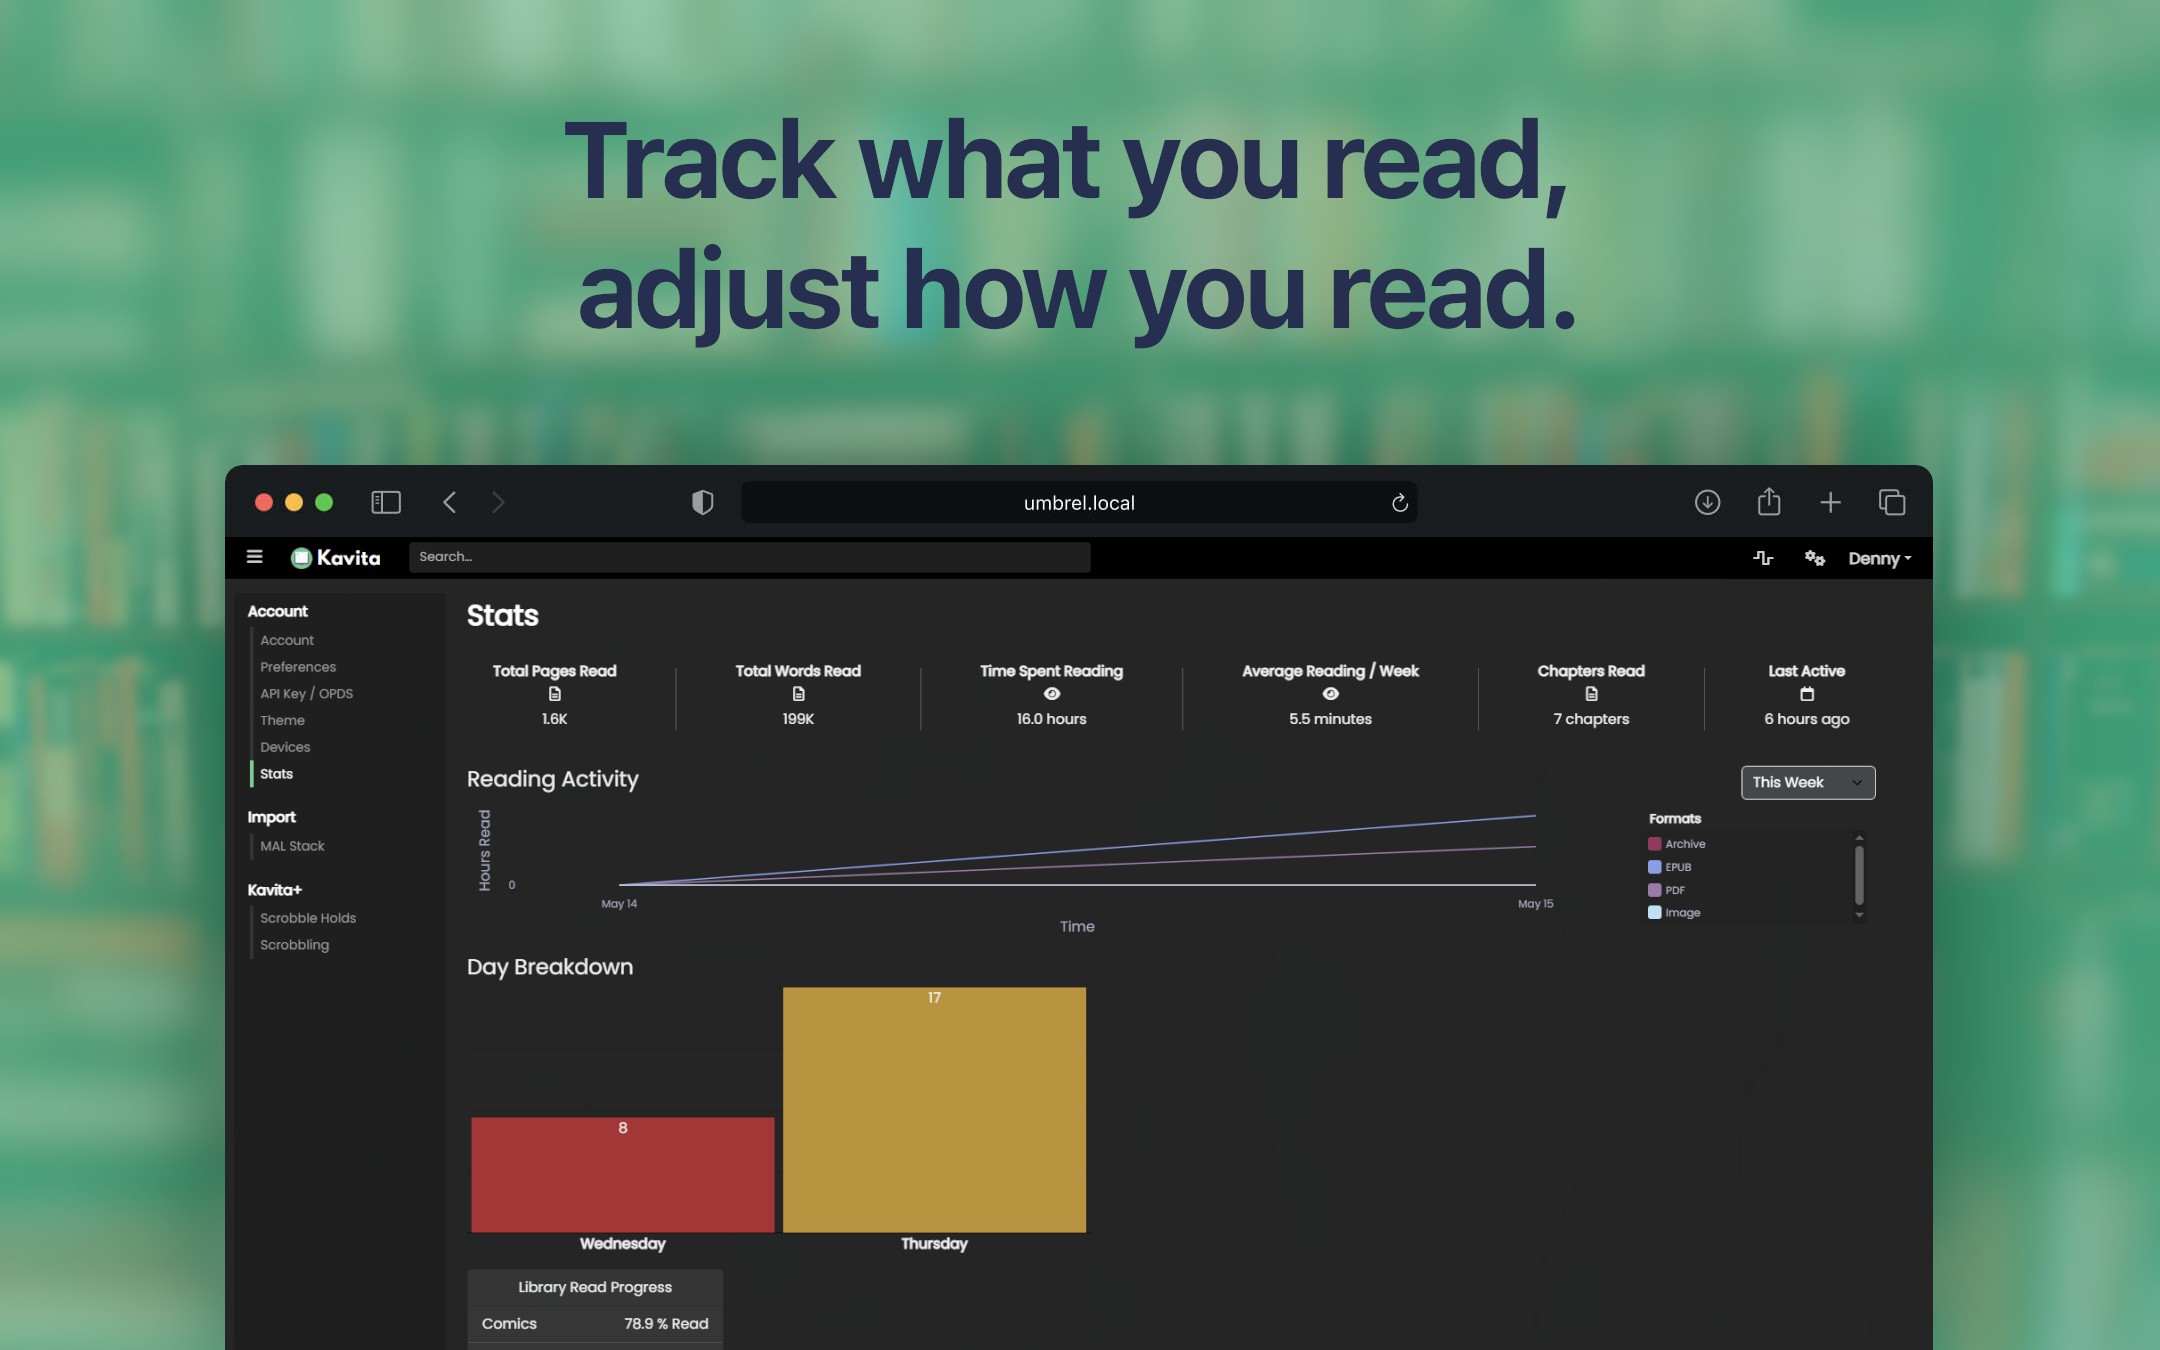 Track what you read,
adjust how you read.
umbrel.local
Kavita
Search...
Denny
Account
Account
Preferences
API Key / OPDS
Theme
Devices
Stats
Import
MAL Stack
Kavita+
Scrobble Holds
Scrobbling
Stats
Total Pages Read
1.6K
Total Words Read
199K
Time Spent Reading
16.0 hours
Average Reading / Week
5.5 minutes
Chapters Read
7 chapters
Last Active
6 hours ago
Reading Activity
This Week
Hours Read
0
May 14
May 15
Time
Formats
Archive
EPUB
PDF
Image
Day Breakdown
8
17
Wednesday
Thursday
Library Read Progress
Comics 78.9 % Read